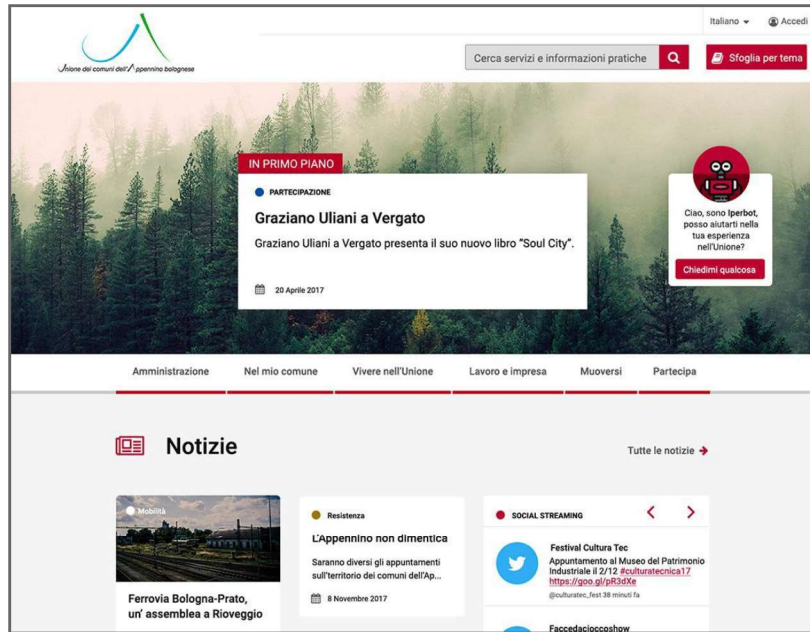 Italiano
Accedi
Unione dei comuni dell'Appennino bolognese
Cerca servizi e informazioni pratiche
Sfoglia per tema
IN PRIMO PIANO
PARTECIPAZIONE
Graziano Uliani a Vergato
Graziano Uliani a Vergato presenta il suo nuovo libro "Soul City".
20 Aprile 2017
Ciao, sono Iperbot,
posso aiutarti nella
tua esperienza
nell'Unione?
Chiedimi qualcosa
Amministrazione
Nel mio comune
Vivere nell'Unione
Lavoro e impresa
Muoversi
Partecipa
Notizie
Tutte le notizie
Mobilità
Ferrovia Bologna-Prato,
un' assemblea a Rioveggio
Resistenza
L'Appennino non dimentica
Saranno diversi gli appuntamenti
sull'territorio dei comuni dell'Ap...
8 Novembre 2017
SOCIAL STREAMING
Festival Cultura Tec
Appuntamento al Museo del Patrimonio
Industriale il 2/12 #culturatecnica17
https://goo.gl/pR3dXe
@culturatec_fest 38 minuti fa
Faccedacioccoshow